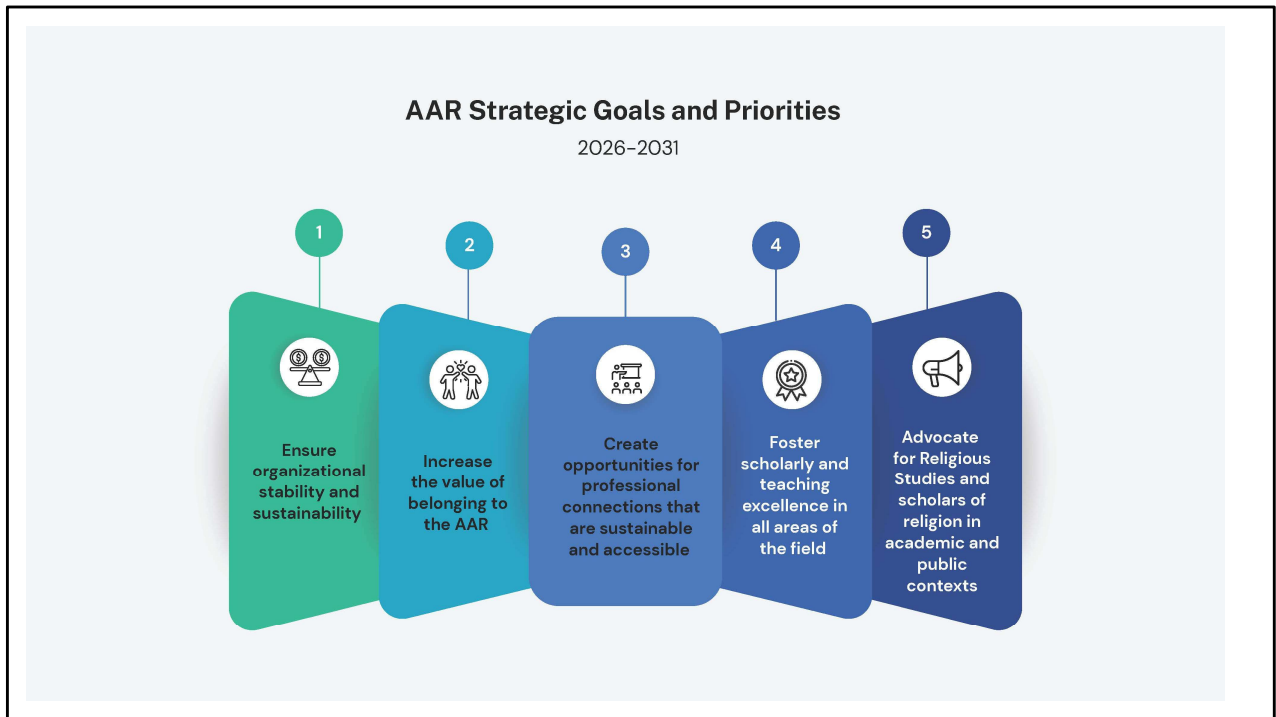 AAR Strategic Goals and Priorities
2026–2031
1
2
3
4
5
Ensure
organizational
stability and
sustainability
Increase
the value of
belonging to
the AAR
Create
opportunities for
professional
connections that
are sustainable
and accessible
Foster
scholarly and
teaching
excellence in
all areas of
the field
Advocate
for Religious
Studies and
scholars of
religion in
academic and
public
contexts